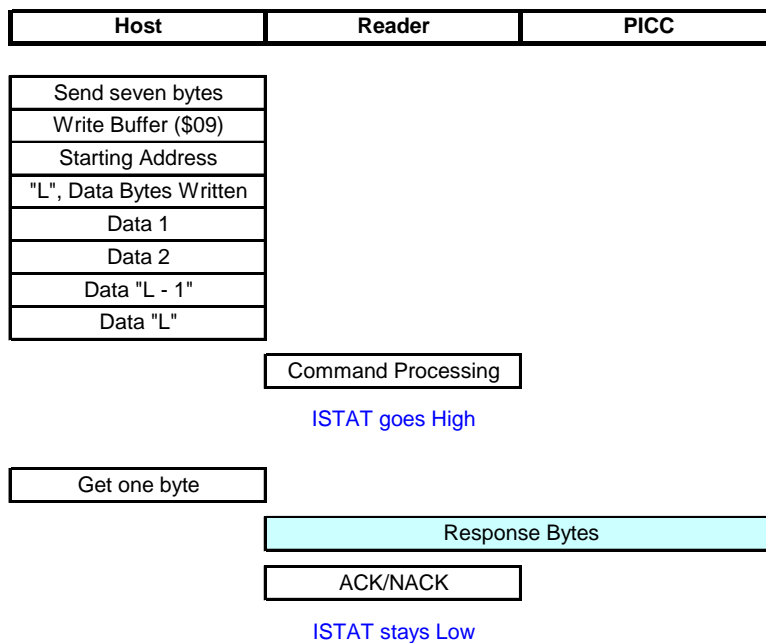 Host Reader PICC
Send seven bytes
Write Buffer ($09)
Starting Address
"L", Data Bytes Written
Data 1
Data 2
Data "L - 1"
Data "L"
Command Processing
ISTAT goes High
Get one byte
Response Bytes
ACK/NACK
ISTAT stays Low